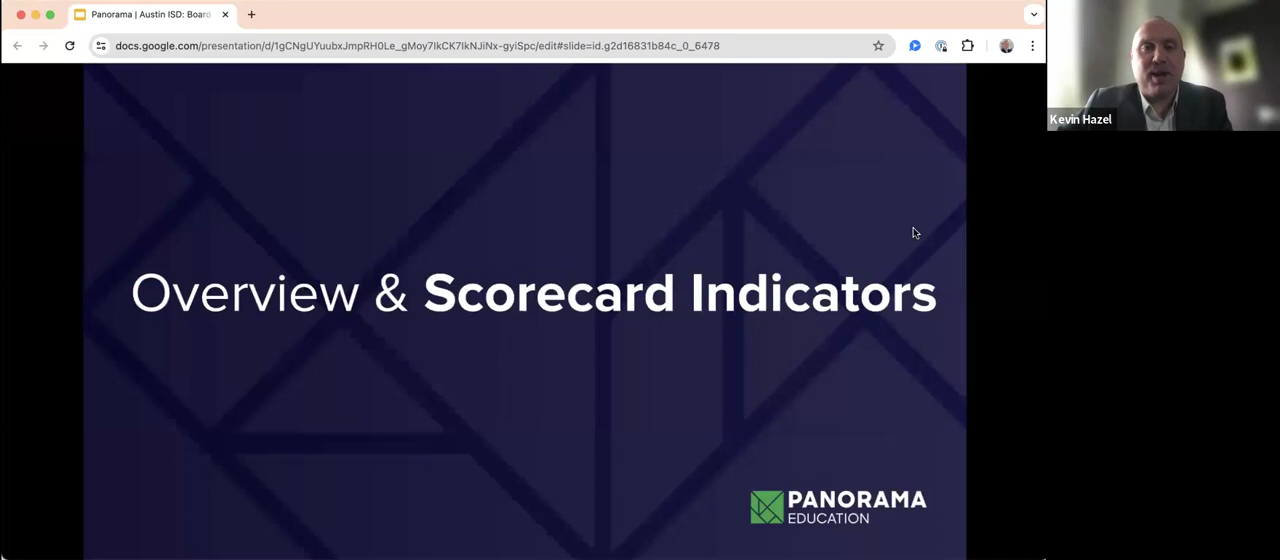 Panorama | Austin ISD: Board
docs.google.com/presentation/d/1gCNgUYuubxJmpRH0Le_gMoy7IkCK7IkNJiNx-gyiSpc/edit#slide=id.g2d16831b84c_0_6478
Kevin Hazel
Overview & Scorecard Indicators
PANORAMA
EDUCATION